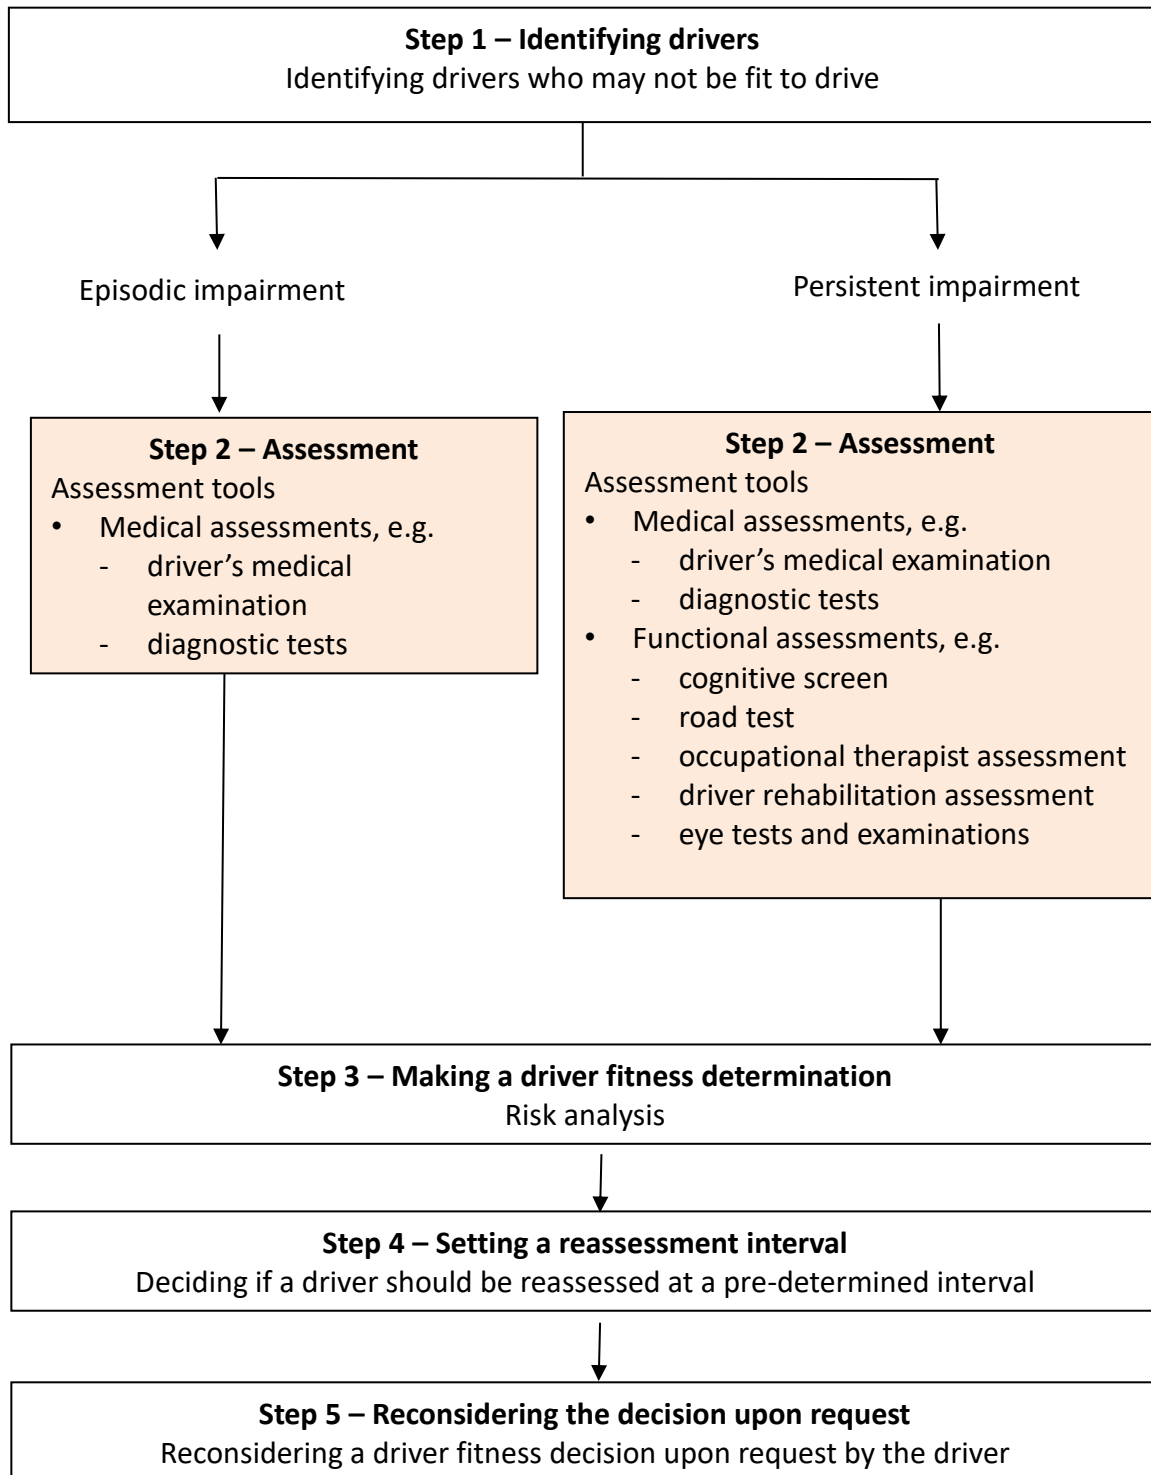 Step 1 – Identifying drivers
Identifying drivers who may not be fit to drive
Episodic impairment
Persistent impairment
Step 2 – Assessment
Assessment tools
• Medical assessments, e.g.
- driver’s medical
examination
- diagnostic tests
Step 2 – Assessment
Assessment tools
• Medical assessments, e.g.
- driver’s medical examination
- diagnostic tests
• Functional assessments, e.g.
- cognitive screen
- road test
- occupational therapist assessment
- driver rehabilitation assessment
- eye tests and examinations
Step 3 – Making a driver fitness determination
Risk analysis
Step 4 – Setting a reassessment interval
Deciding if a driver should be reassessed at a pre-determined interval
Step 5 – Reconsidering the decision upon request
Reconsidering a driver fitness decision upon request by the driver